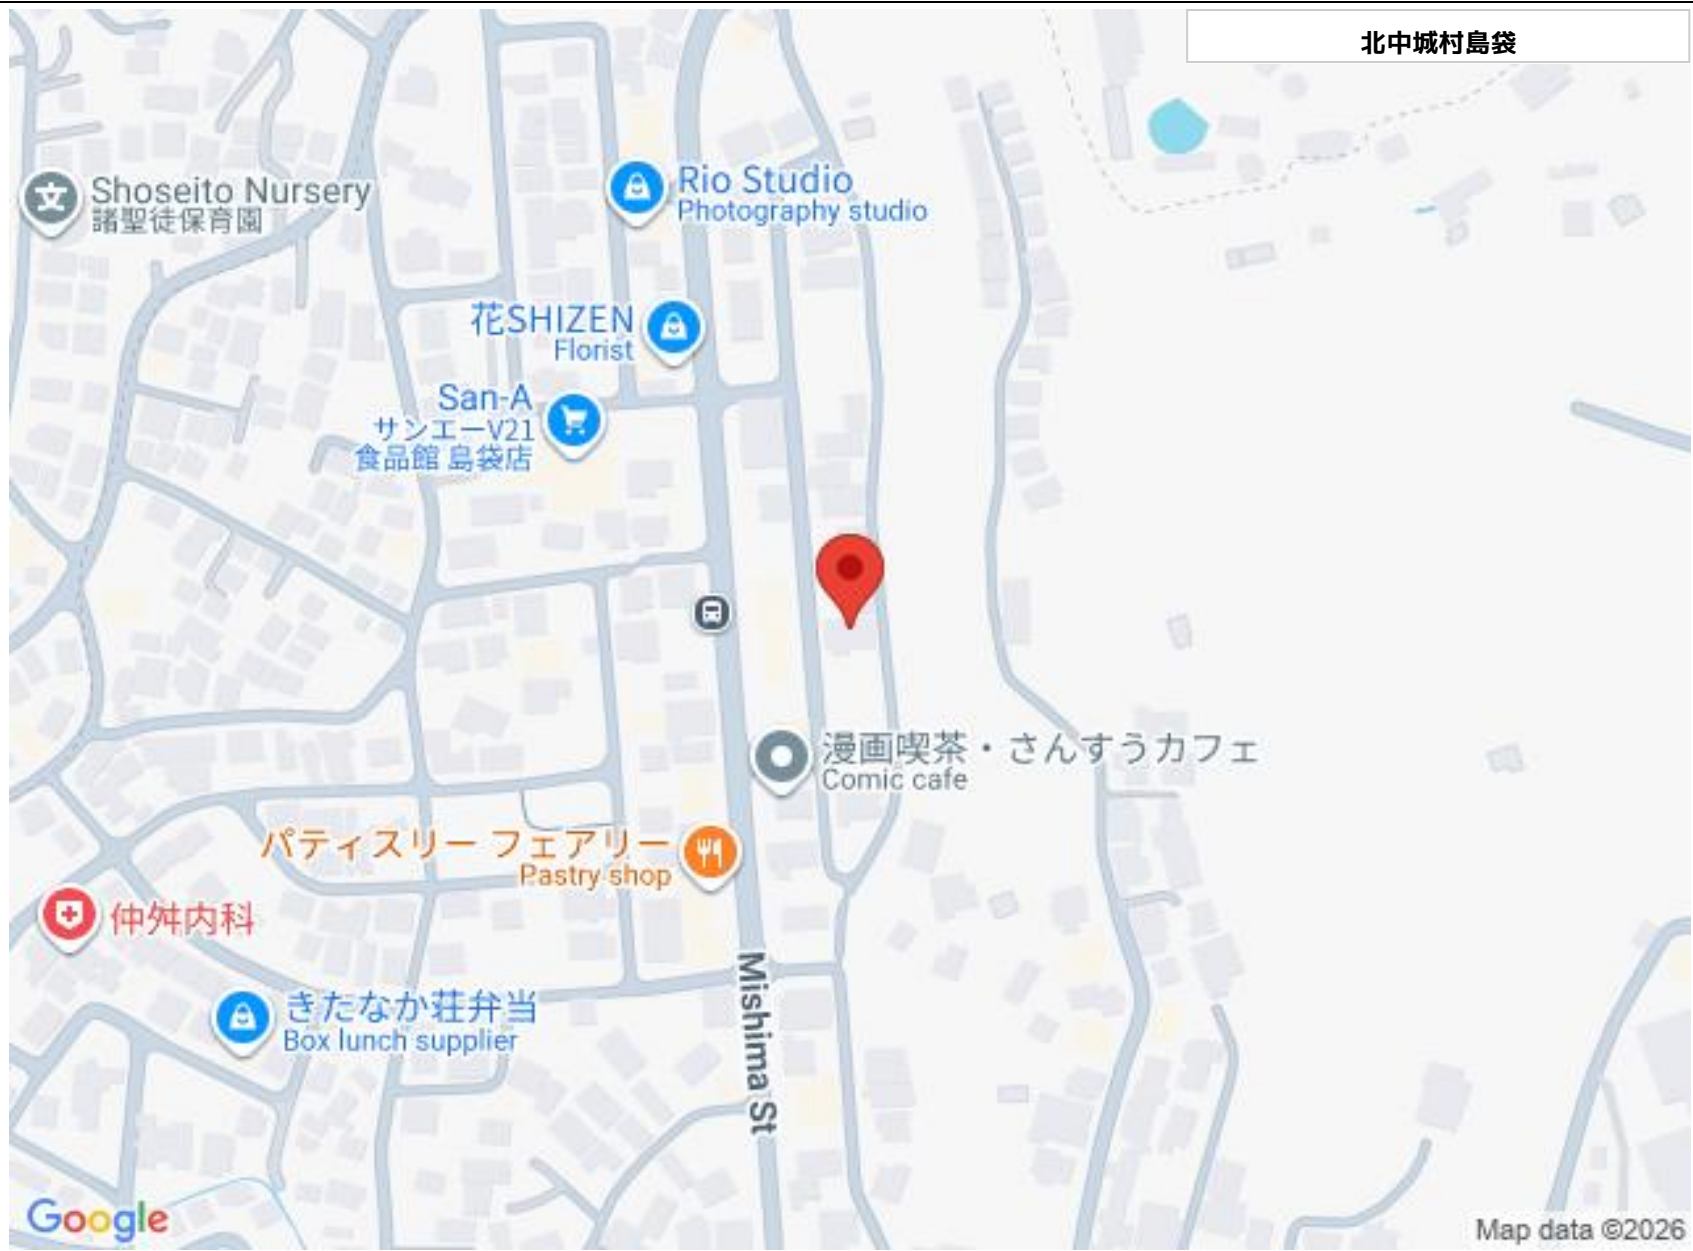 北中城村島袋
Shoseito Nursery
諸聖徒保育園
Rio Studio
Photography studio
花SHIZEN
Florist
San-A
サンエーV21
食品館 島袋店
漫画喫茶・さんすうカフェ
Comic cafe
パティスリー フェアリー
Pastry shop
仲舛内科
きたなか荘弁当
Box lunch supplier
Mishima St
Google
Map data ©2026